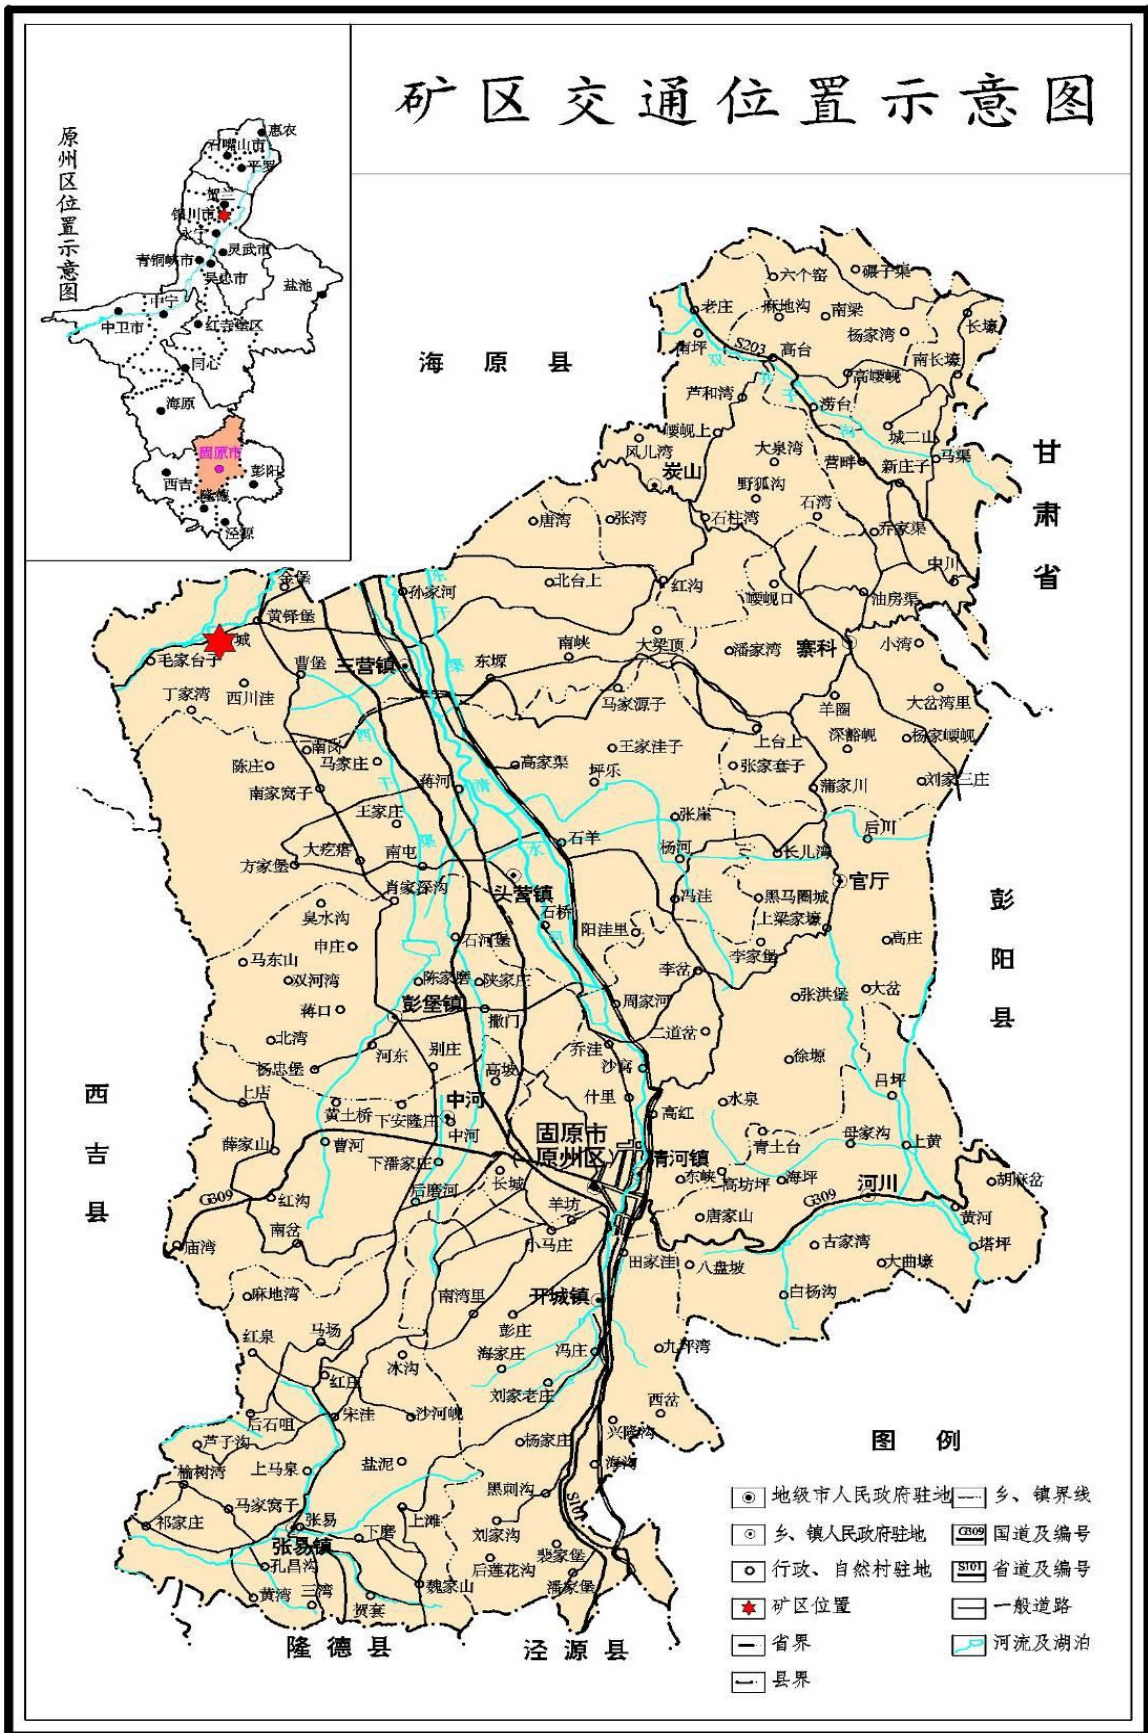 矿区交通位置示意图
原州区位置示意图
惠农
石嘴山市
平罗
贺兰
银川市
永宁
灵武市
青铜峡市
吴忠市
盐池
中宁
中卫市
红寺堡区
同心
海原
固原市
彭阳
西吉
隆德
泾源
六个窑
碾子渠
老庄
麻地沟
南梁
长壕
杨家湾
南坪
S203
高台
南长壕
双
井
子
沟
高崾岘
海原县
芦和湾
涝台
甘肃省
崾岘上
城二山
风儿湾
大泉湾
营畔
新庄子
马渠
炭山
野狐沟
石湾
唐湾
张湾
石柱湾
乔家渠
金堡
孙家河
东
干
渠
北台上
红沟
崾岘口
油房渠
中川
黄铎堡
城
毛家台子
曹堡
三营镇
东塬
南峡
大梁顶
潘家湾
寨科
小湾
丁家湾
西川洼
马家源子
羊圈
大岔湾里
南岗
西
干
渠
陈庄
马家庄
王家洼子
上台上
深豁岘
杨家崾岘
高家渠
坪乐
张家套子
南家窝子
蒋河
清
水
河
蒲家川
刘家三庄
王家庄
张崖
后川
石羊
大疙瘩
南屯
杨河
长儿湾
方家堡
头营镇
官厅
肖家深沟
冯洼
黑马圈城
彭阳县
臭水沟
石桥
阳洼里
上梁家壕
申庄
石河堡
李家堡
高庄
马东山
李岔
双河湾
陈家磨
陕家庄
张洪堡
大岔
蒋口
彭堡镇
周家河
撒门
二道岔
北湾
河东
别庄
乔洼
徐塬
杨忠堡
高坡
沙窝
吕坪
西吉县
上店
什里
水泉
黄土桥
下安隆庄
中河
中河
高红
固原市
（原州区）
青土台
母家沟
上黄
薛家山
曹河
下潘家庄
清河镇
长城
东峡
高坊坪
海坪
河川
胡麻岔
G309
红沟
后磨河
羊坊
G309
唐家山
黄河
南岔
小马庄
庙湾
田家洼
八盘坡
古家湾
大曲壕
塔坪
麻地湾
南湾里
开城镇
白杨沟
红泉
马场
彭庄
海家庄
冯庄
九坪湾
冰沟
红庄
刘家老庄
西岔
后石咀
宋洼
沙河岘
兴隆沟
芦子沟
杨家庄
榆树湾
上马泉
盐泥
海沟
马家窝子
黑刺沟
S101
祁家庄
张易
上滩
张易镇
下磨
刘家沟
孔昌沟
裴家堡
后莲花沟
黄湾
三湾
贺套
魏家山
潘家堡
隆德县
泾源县
图例
地级市人民政府驻地
乡、镇界线
乡、镇人民政府驻地
G309
国道及编号
行政、自然村驻地
S101
省道及编号
矿区位置
一般道路
省界
河流及湖泊
县界